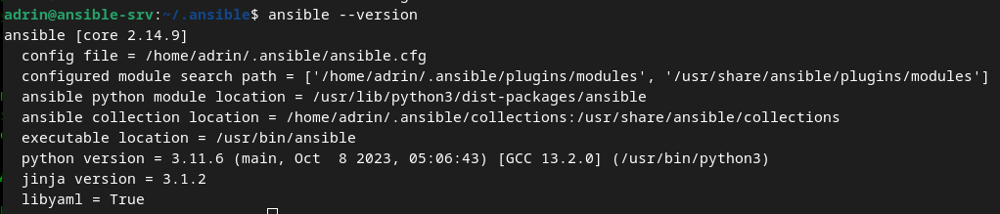 adrin@ansible-srv:~/.ansible$ ansible --version
ansible [core 2.14.9]
  config file = /home/adrin/.ansible/ansible.cfg
  configured module search path = ['/home/adrin/.ansible/plugins/modules', '/usr/share/ansible/plugins/modules']
  ansible python module location = /usr/lib/python3/dist-packages/ansible
  ansible collection location = /home/adrin/.ansible/collections:/usr/share/ansible/collections
  executable location = /usr/bin/ansible
  python version = 3.11.6 (main, Oct  8 2023, 05:06:43) [GCC 13.2.0] (/usr/bin/python3)
  jinja version = 3.1.2
  libyaml = True